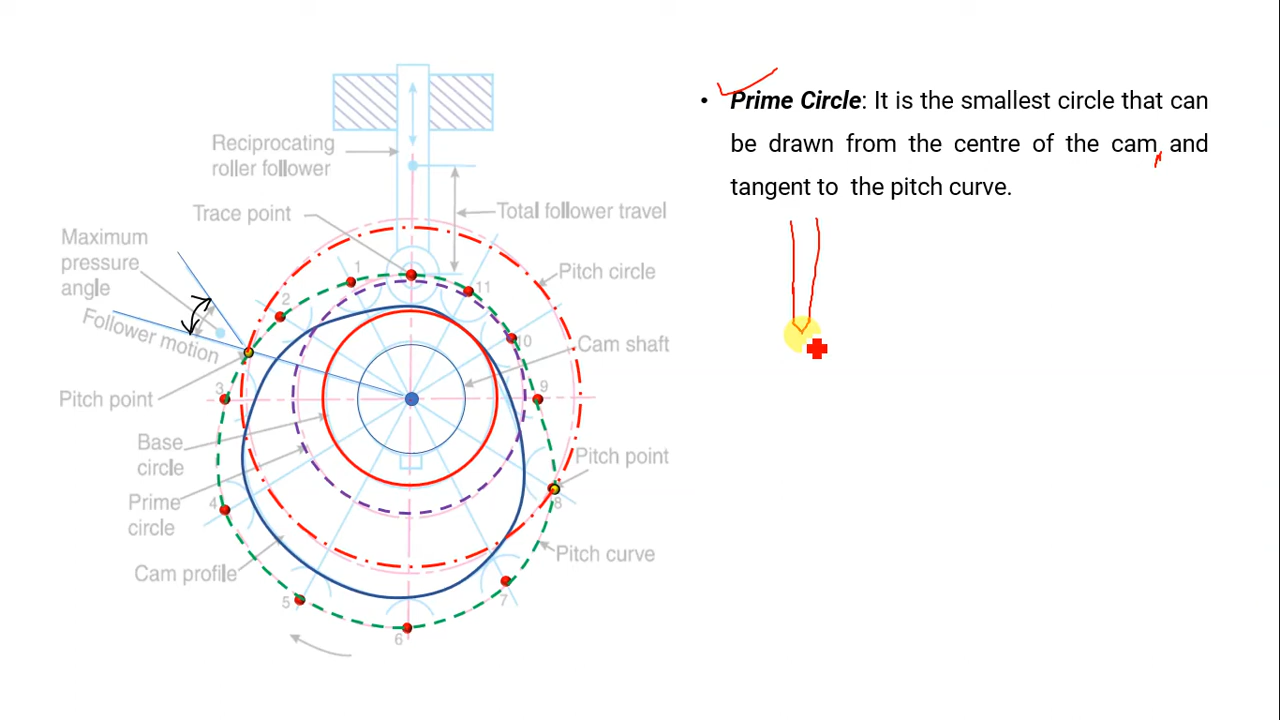 Reciprocating
roller follower
Trace point
Total follower travel
Maximum
pressure
angle
Pitch circle
Follower motion
Cam shaft
Pitch point
Base
circle
Pitch point
Prime
circle
Pitch curve
Cam profile
1
2
3
4
5
6
7
8
9
10
11
• Prime Circle: It is the smallest circle that can
be drawn from the centre of the cam and
tangent to the pitch curve.